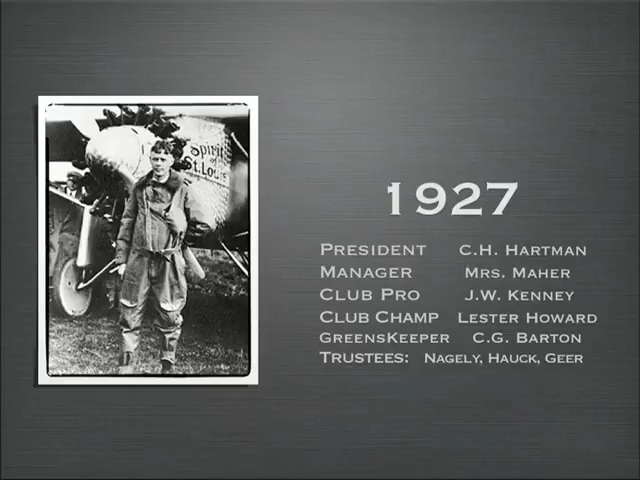 Spirit
of
St. Louis
1927
PRESIDENT C.H. HARTMAN
MANAGER MRS. MAHER
CLUB PRO J.W. KENNEY
CLUB CHAMP LESTER HOWARD
GREENSKEEPER C.G. BARTON
TRUSTEES: NAGELY, HAUCK, GEER